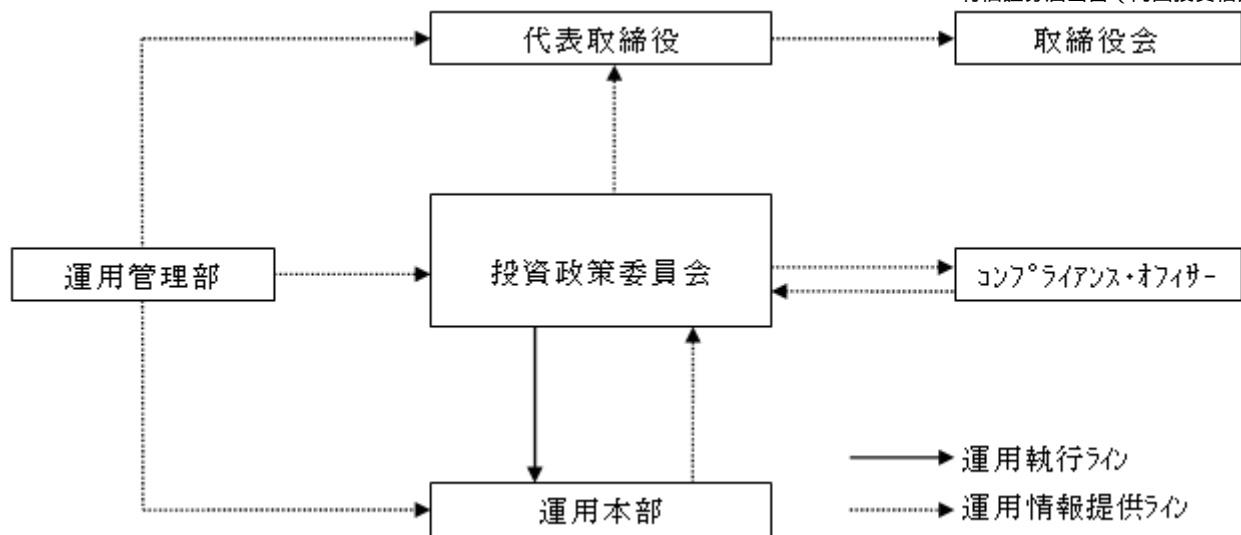 代表取締役
取締役会
運用管理部
投資政策委員会
ｺﾝﾌﾟﾗｲｱﾝｽ･ｵﾌｨｻｰ
運用本部
運用執行ﾗｲﾝ
運用情報提供ﾗｲﾝ